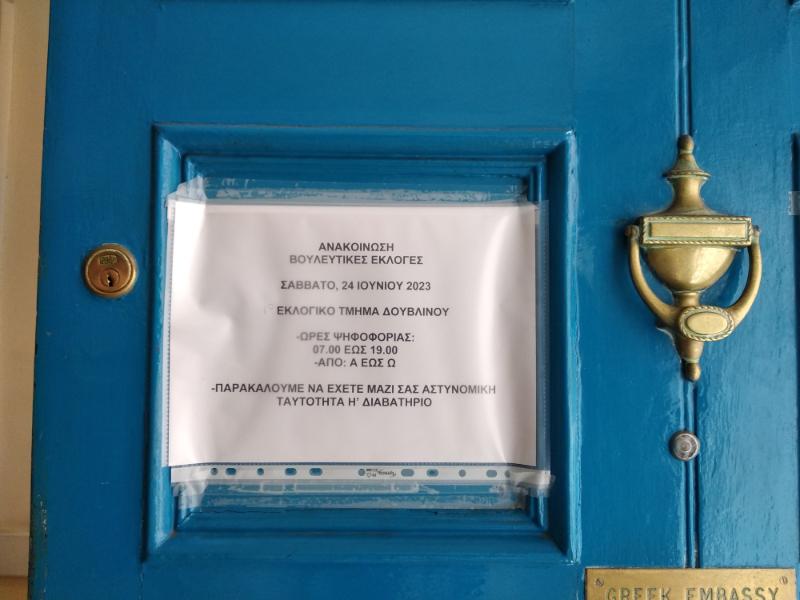 ΑΝΑΚΟΙΝΩΣΗ
ΒΟΥΛΕΥΤΙΚΕΣ ΕΚΛΟΓΕΣ
ΣΑΒΒΑΤΟ, 24 ΙΟΥΝΙΟΥ 2023
ΕΚΛΟΓΙΚΟ ΤΜΗΜΑ ΔΟΥΒΛΙΝΟΥ
-ΩΡΕΣ ΨΗΦΟΦΟΡΙΑΣ:
07.00 ΕΩΣ 19.00
-ΑΠΟ: Α ΕΩΣ Ω
-ΠΑΡΑΚΑΛΟΥΜΕ ΝΑ ΕΧΕΤΕ ΜΑΖΙ ΣΑΣ ΑΣΤΥΝΟΜΙΚΗ
ΤΑΥΤΟΤΗΤΑ Η' ΔΙΑΒΑΤΗΡΙΟ
GREEK EMBASSY